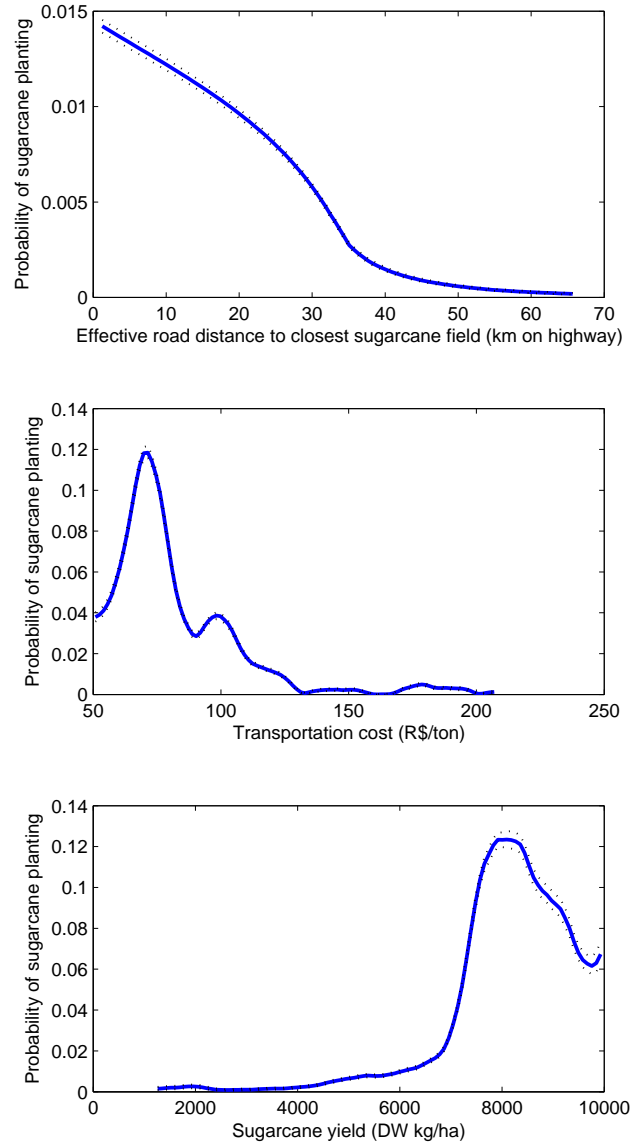 0.015
0.01
0.005
0
Probability of sugarcane planting
0 10 20 30 40 50 60 70
Effective road distance to closest sugarcane field (km on highway)
0.14
0.12
0.1
0.08
0.06
0.04
0.02
0
Probability of sugarcane planting
50 100 150 200 250
Transportation cost (R$/ton)
0.14
0.12
0.1
0.08
0.06
0.04
0.02
0
Probability of sugarcane planting
0 2000 4000 6000 8000 10000
Sugarcane yield (DW kg/ha)